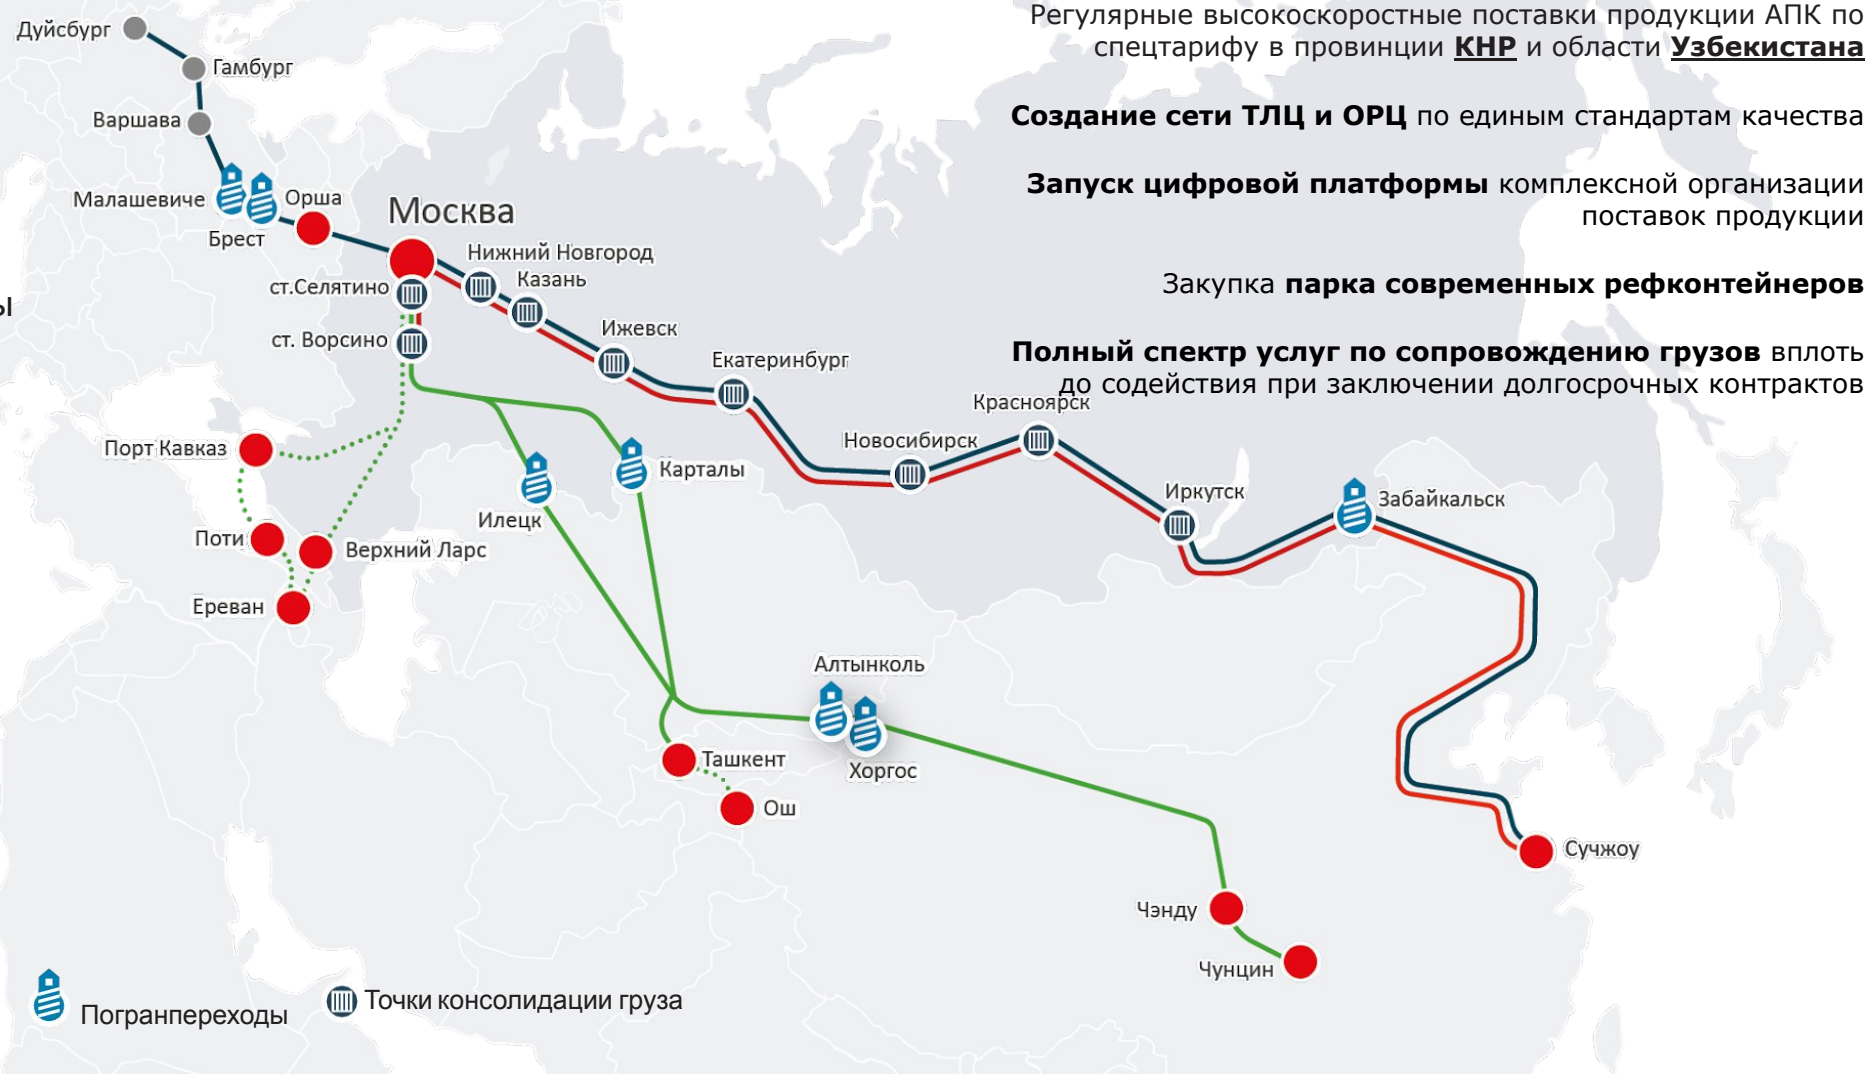 Регулярные высокоскоростные поставки продукции АПК по
спецтарифу в провинции КНР и области Узбекистана
Создание сети ТЛЦ и ОРЦ по единым стандартам качества
Запуск цифровой платформы комплексной организации
поставок продукции
Закупка парка современных рефконтейнеров
Полный спектр услуг по сопровождению грузов вплоть
до содействия при заключении долгосрочных контрактов
Дуйсбург
Гамбург
Варшава
Малашевиче
Брест
Орша
Москва
ст.Селятино
ст. Ворсино
Нижний Новгород
Казань
Ижевск
Екатеринбург
Новосибирск
Красноярск
Иркутск
Забайкальск
ы
Порт Кавказ
Поти
Верхний Ларс
Ереван
Илецк
Карталы
Алтынколь
Хоргос
Ташкент
Ош
Сучжоу
Чэнду
Чунцин
Погранпереходы
Точки консолидации груза